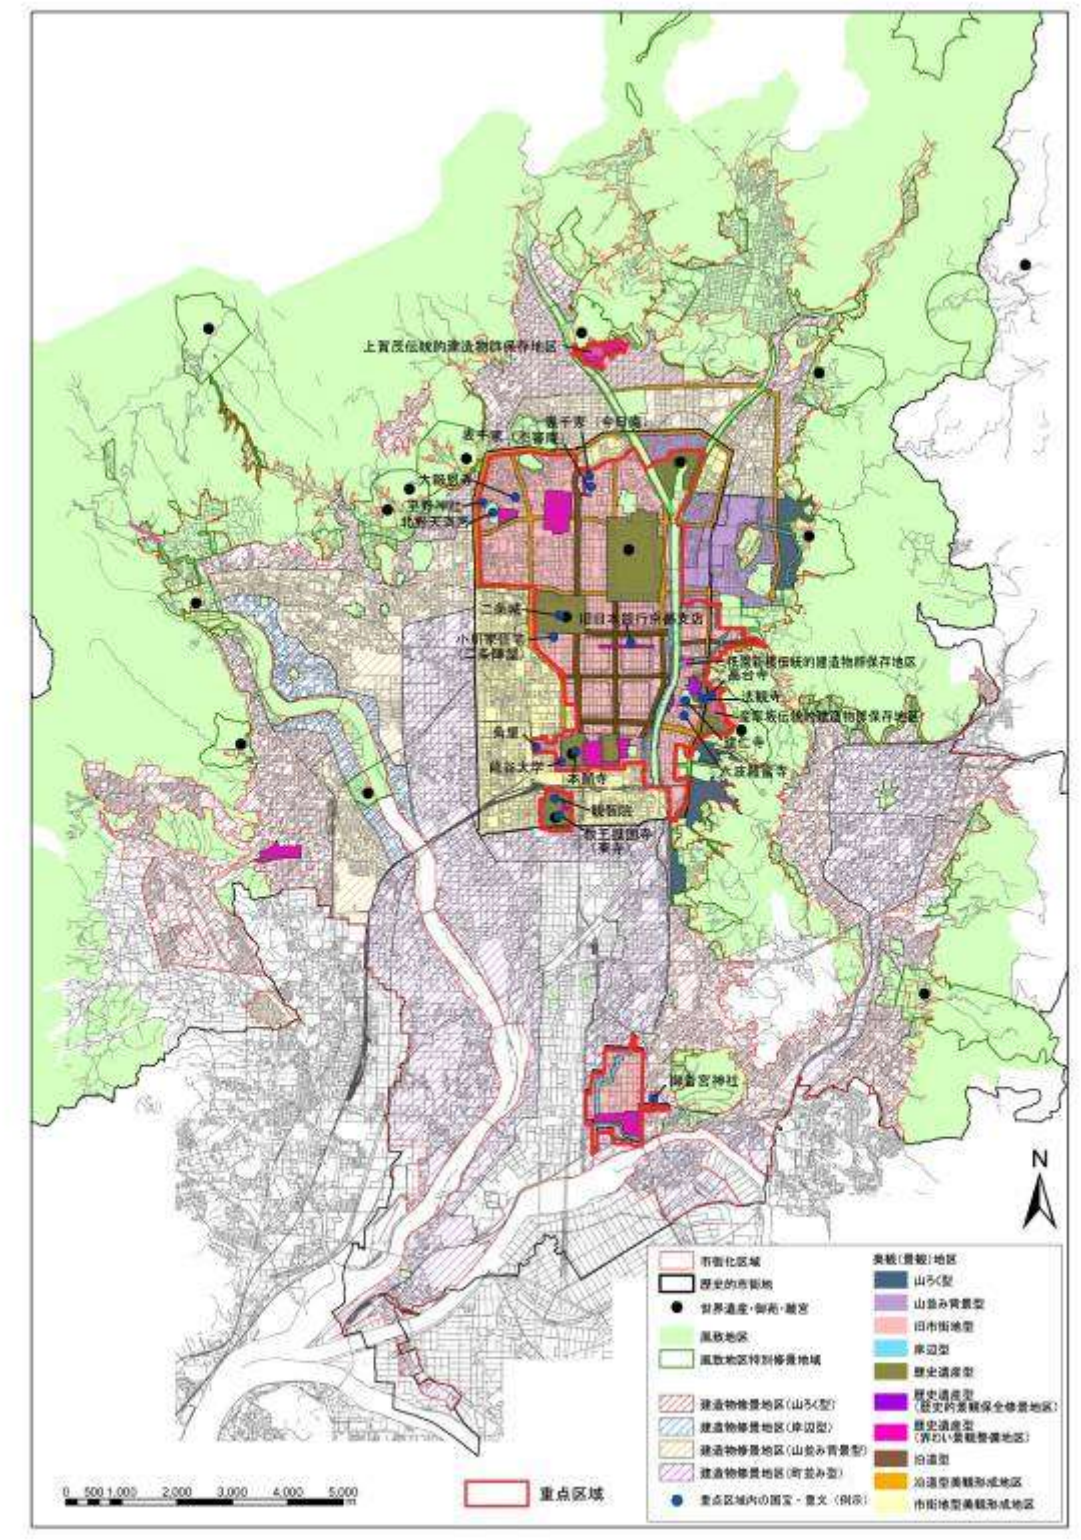 上賀茂伝統的建造物群保存地区
裏千家（今日庵）
表千家（不審庵）
大報恩寺
平野神社
北野天満宮
二条城
旧日本銀行京都支店
小川家住宅
（二条陣屋）
祇園新橋伝統的建造物群保存地区
高台寺
法観寺
産寧坂伝統的建造物群保存地区
建仁寺
角屋
龍谷大学
本願寺
六波羅蜜寺
観智院
教王護国寺
（東寺）
御香宮神社
N
市街化区域
歴史的市街地
世界遺産・御苑・離宮
風致地区
風致地区特別修景地域
建造物修景地区（山ろく型）
建造物修景地区（岸辺型）
建造物修景地区（山並み背景型）
建造物修景地区（町並み型）
重点区域内の国宝・重文（例示）
美観（景観）地区
山ろく型
山並み背景型
旧市街地型
岸辺型
歴史遺産型
歴史遺産型
（歴史的景観保全修景地区）
歴史遺産型
（界わい景観整備地区）
沿道型
沿道型美観形成地区
市街地型美観形成地区
0 500 1,000 2,000 3,000 4,000 5,000
m
重点区域